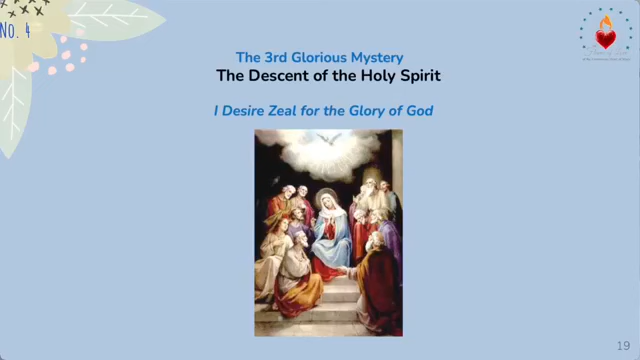 No. 4
The 3rd Glorious Mystery
The Descent of the Holy Spirit
I Desire Zeal for the Glory of God
19